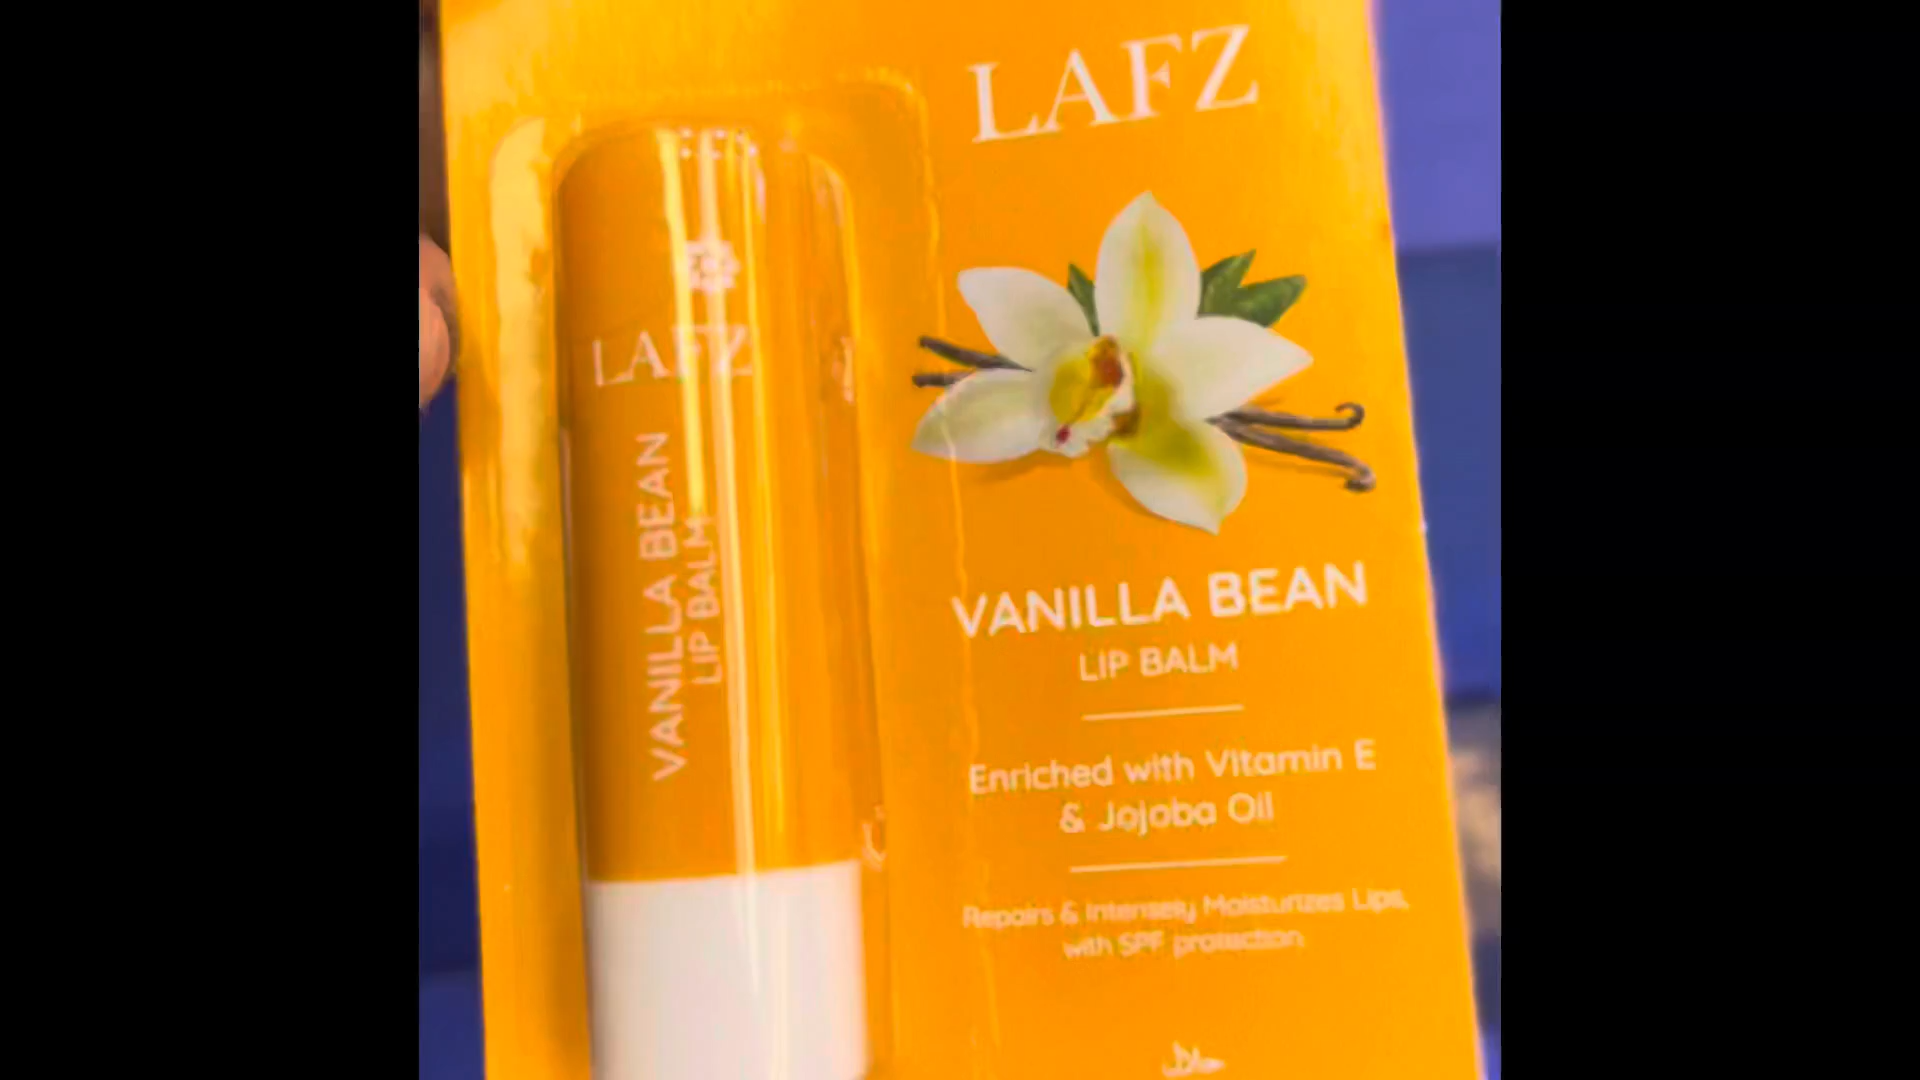 LAFZ
LAFZ
VANILLA BEAN
LIP BALM
VANILLA BEAN
LIP BALM
Enriched with Vitamin E
& Jojoba Oil
Repairs & Intensely Moisturizes Lips,
with SPF protection